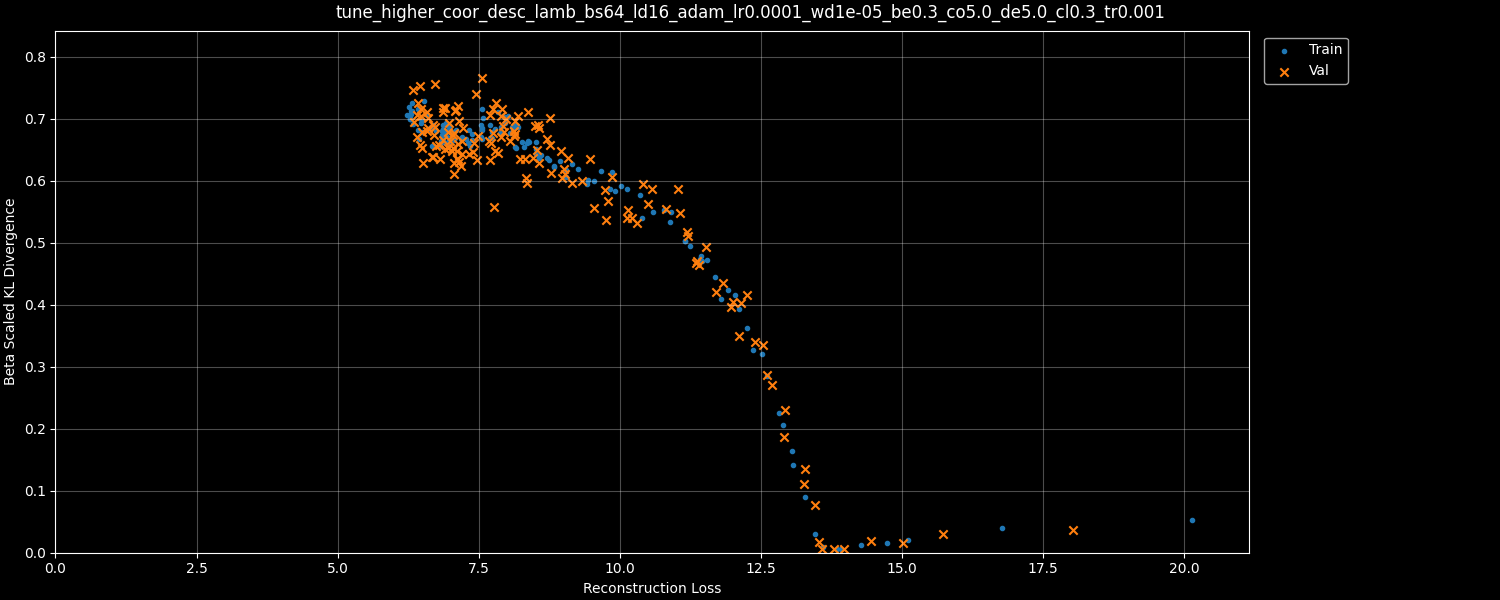 tune_higher_coor_desc_lamb_bs64_ld16_adam_lr0.0001_wd1e-05_be0.3_co5.0_de5.0_cl0.3_tr0.001
Train
Val
0.8
0.7
0.6
0.5
0.4
0.3
0.2
0.1
0.0
Beta Scaled KL Divergence
0.0 2.5 5.0 7.5 10.0 12.5 15.0 17.5 20.0
Reconstruction Loss